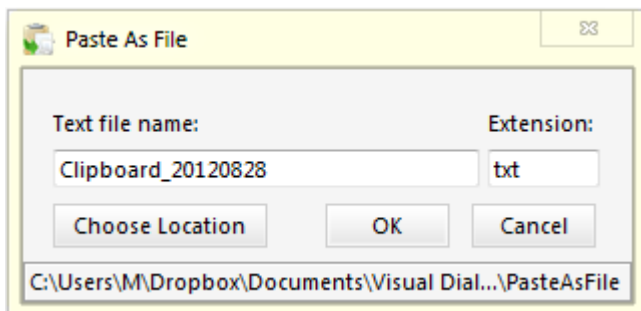 Paste As File
Text file name: Extension:
Clipboard_20120828 txt
Choose Location OK Cancel
C:\Users\M\Dropbox\Documents\Visual Dial...\PasteAsFile